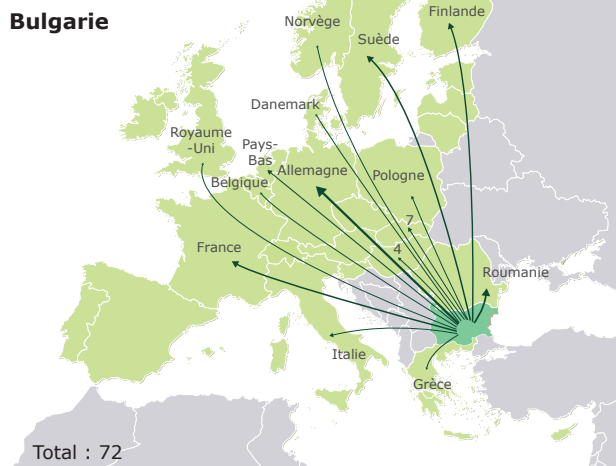 Bulgarie
Finlande
Norvège
Suède
Danemark
Royaume
-Uni
Pays-
Bas
Allemagne
Pologne
Belgique
7
4
France
Roumanie
Italie
Grèce
Total : 72